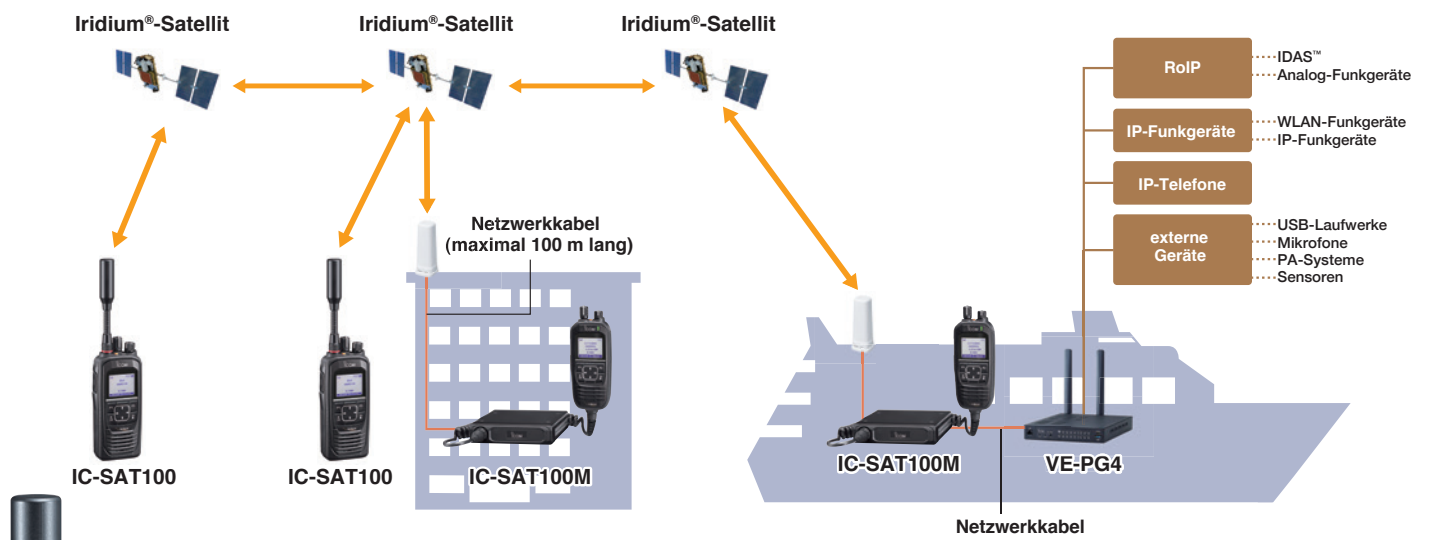 Iridium®-Satellit
Iridium®-Satellit
Iridium®-Satellit
RoIP
IDAS™
Analog-Funkgeräte
IP-Funkgeräte
WLAN-Funkgeräte
IP-Funkgeräte
IP-Telefone
externe
Geräte
USB-Laufwerke
Mikrofone
PA-Systeme
Sensoren
Netzwerkkabel
(maximal 100 m lang)
IC-SAT100
IC-SAT100
IC-SAT100M
IC-SAT100M
VE-PG4
Netzwerkkabel